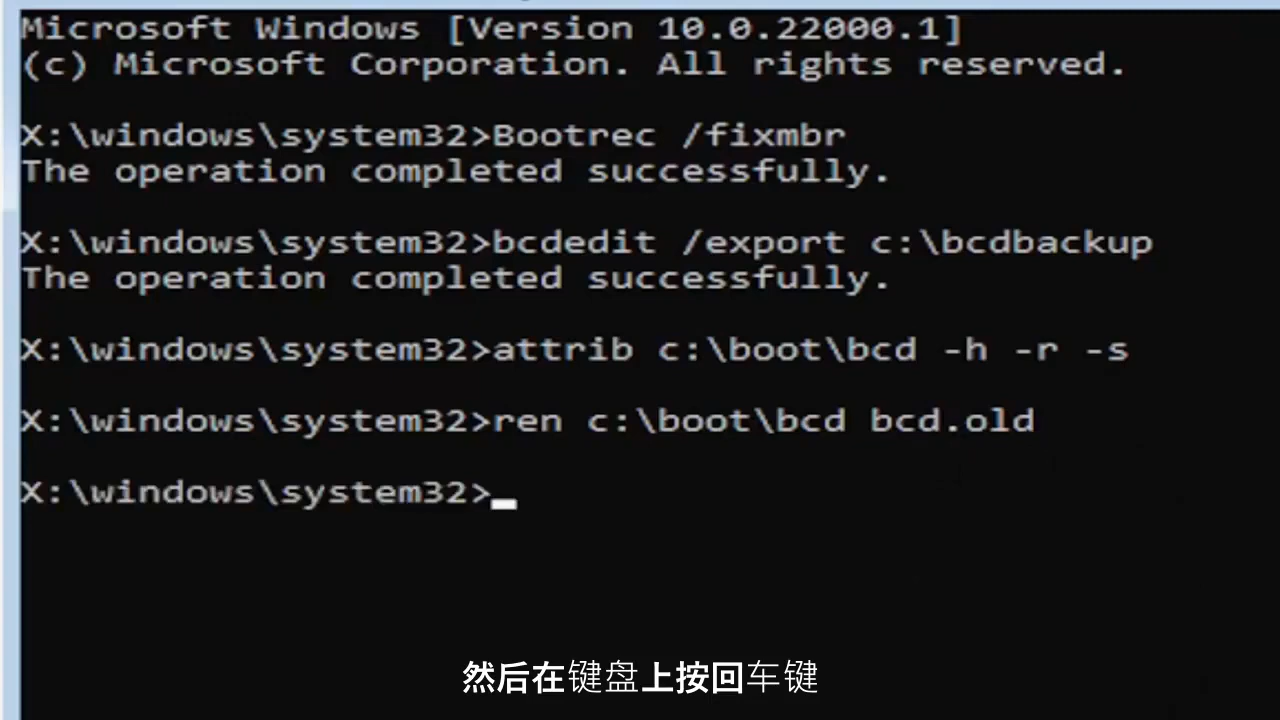 Microsoft Windows [Version 10.0.22000.1]
(c) Microsoft Corporation. All rights reserved.
X:\windows\system32>Bootrec /fixmbr
The operation completed successfully.
X:\windows\system32>bcdedit /export c:\bcdbackup
The operation completed successfully.
X:\windows\system32>attrib c:\boot\bcd -h -r -s
X:\windows\system32>ren c:\boot\bcd bcd.old
X:\windows\system32>
然后在键盘上按回车键